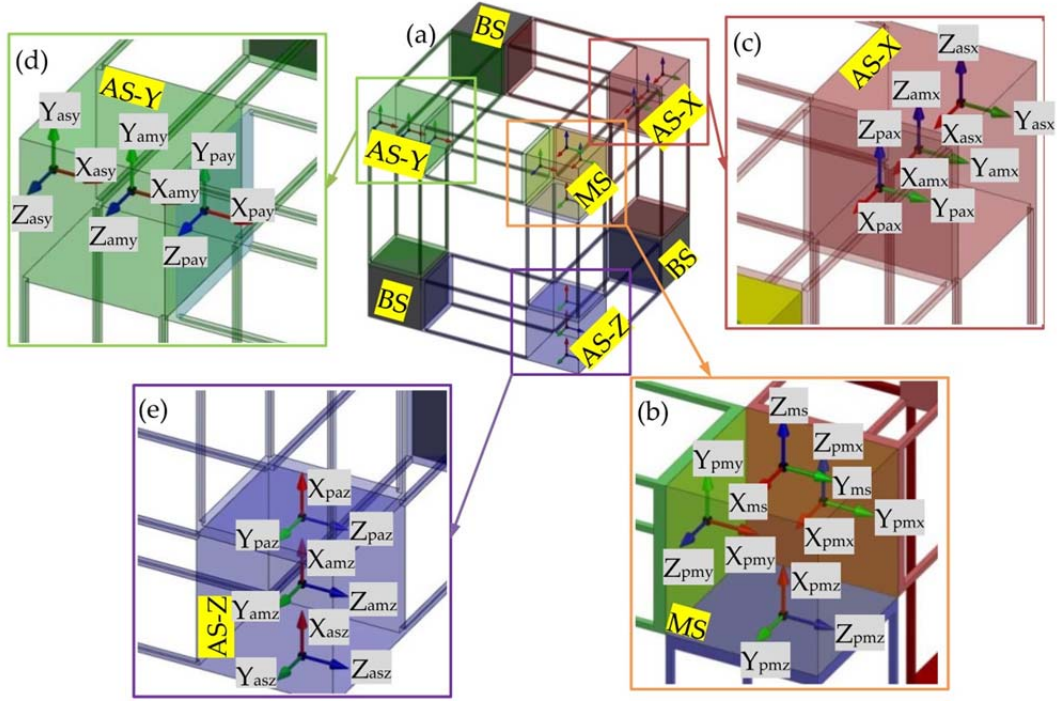 (a)
BS
AS-Y
AS-X
MS
BS
BS
AS-Z
(d)
AS-Y
Yasy
Yamy
Ypay
Xasy
Xamy
Xpay
Zasy
Zamy
Zpay
(c)
AS-X
Zasx
Zamx
Zpax
Yasx
Xasx
Yamx
Xamx
Ypax
Xpax
(e)
Xpaz
Ypaz
Zpaz
Xamz
Yamz
Zamz
AS-Z
Xasz
Yasz
Zasz
(b)
Zms
Zpmx
Ypmy
Yms
Xms
Ypmx
Xpmx
Zpmy
Xpmy
Xpmz
MS
Ypmz
Zpmz